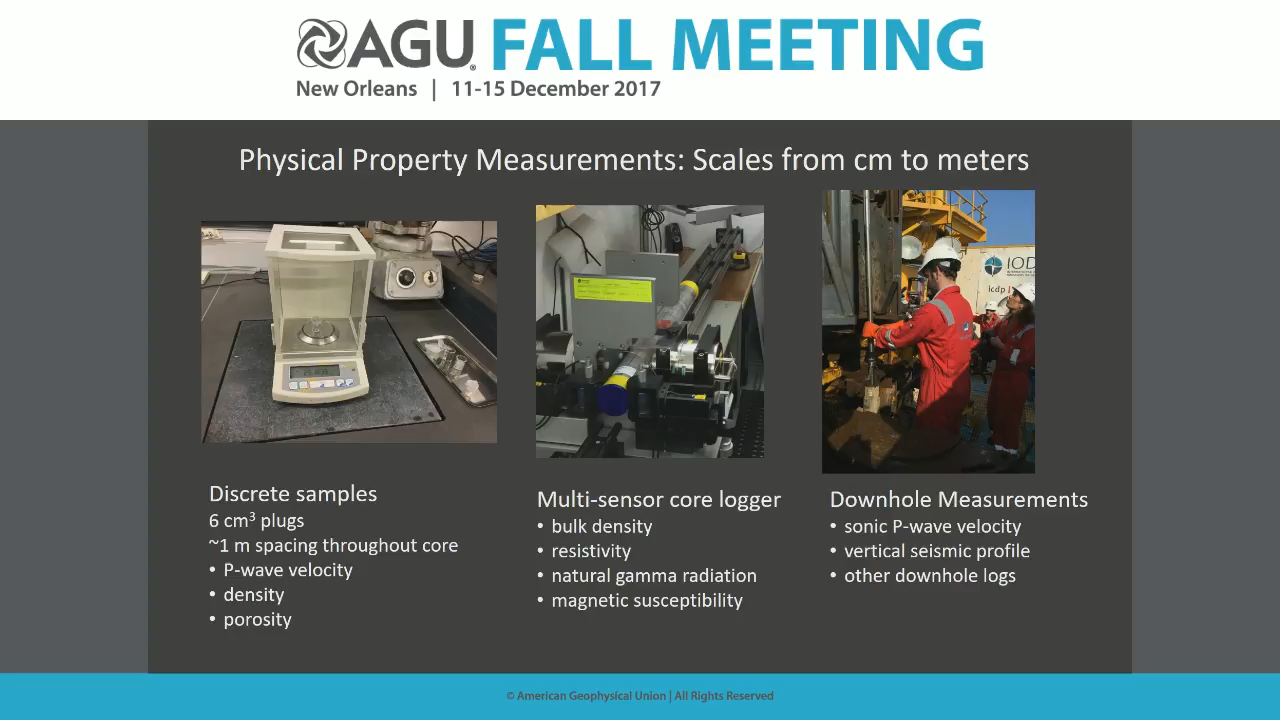 AGU FALL MEETING
New Orleans | 11-15 December 2017
Physical Property Measurements: Scales from cm to meters
IOD
icdp
Discrete samples
6 cm³ plugs
~1 m spacing throughout core
• P-wave velocity
• density
• porosity
Multi-sensor core logger
• bulk density
• resistivity
• natural gamma radiation
• magnetic susceptibility
Downhole Measurements
• sonic P-wave velocity
• vertical seismic profile
• other downhole logs
© American Geophysical Union | All Rights Reserved